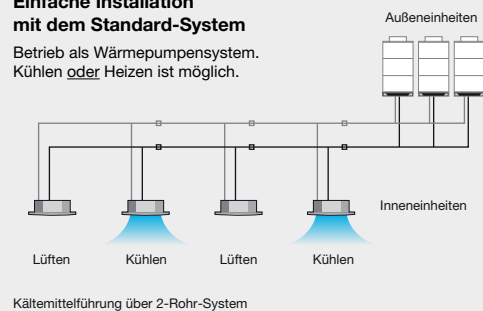 Einfache Installation
mit dem Standard-System
Betrieb als Wärmepumpensystem.
Kühlen oder Heizen ist möglich.
Außeneinheiten
Inneneinheiten
Lüften
Kühlen
Lüften
Kühlen
Kältemittelführung über 2-Rohr-System